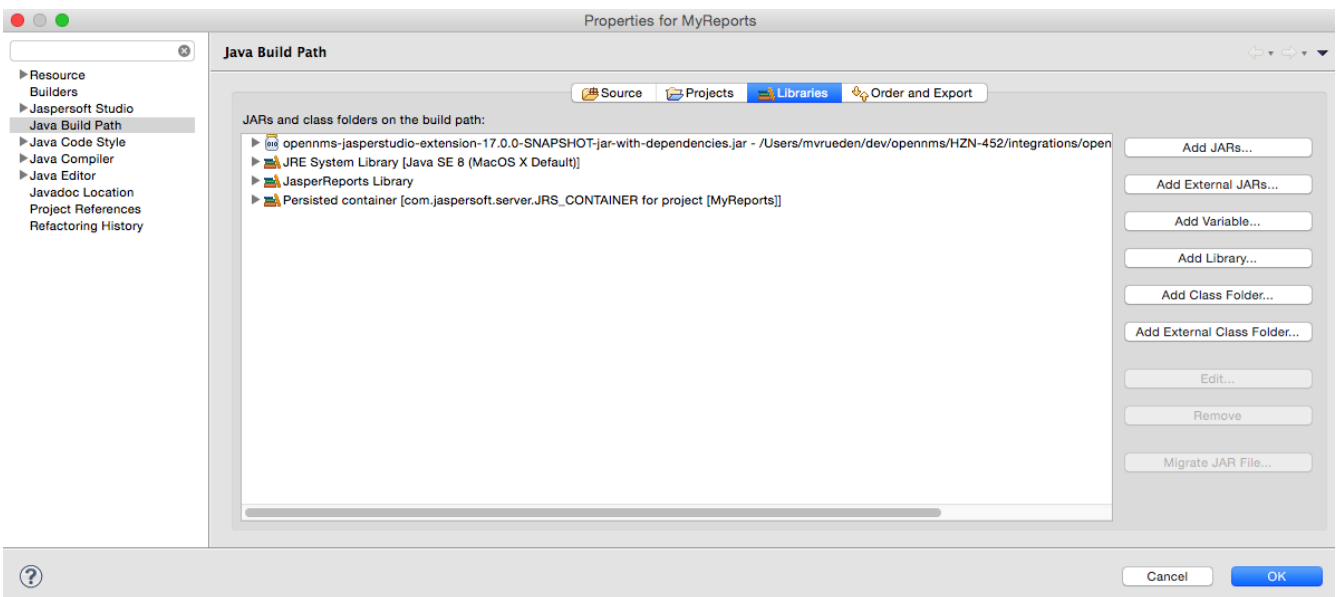 Properties for MyReports
Java Build Path
Resource
Builders
Jaspersoft Studio
Java Build Path
Java Code Style
Java Compiler
Java Editor
Javadoc Location
Project References
Refactoring History
Source
Projects
Libraries
Order and Export
JARs and class folders on the build path:
opennms-jasperstudio-extension-17.0.0-SNAPSHOT-jar-with-dependencies.jar - /Users/mvrueden/dev/opennms/HZN-452/integrations/open
JRE System Library [Java SE 8 (MacOS X Default)]
JasperReports Library
Persisted container [com.jaspersoft.server.JRS_CONTAINER for project [MyReports]]
Add JARs...
Add External JARs...
Add Variable...
Add Library...
Add Class Folder...
Add External Class Folder...
Edit...
Remove
Migrate JAR File...
?
Cancel
OK